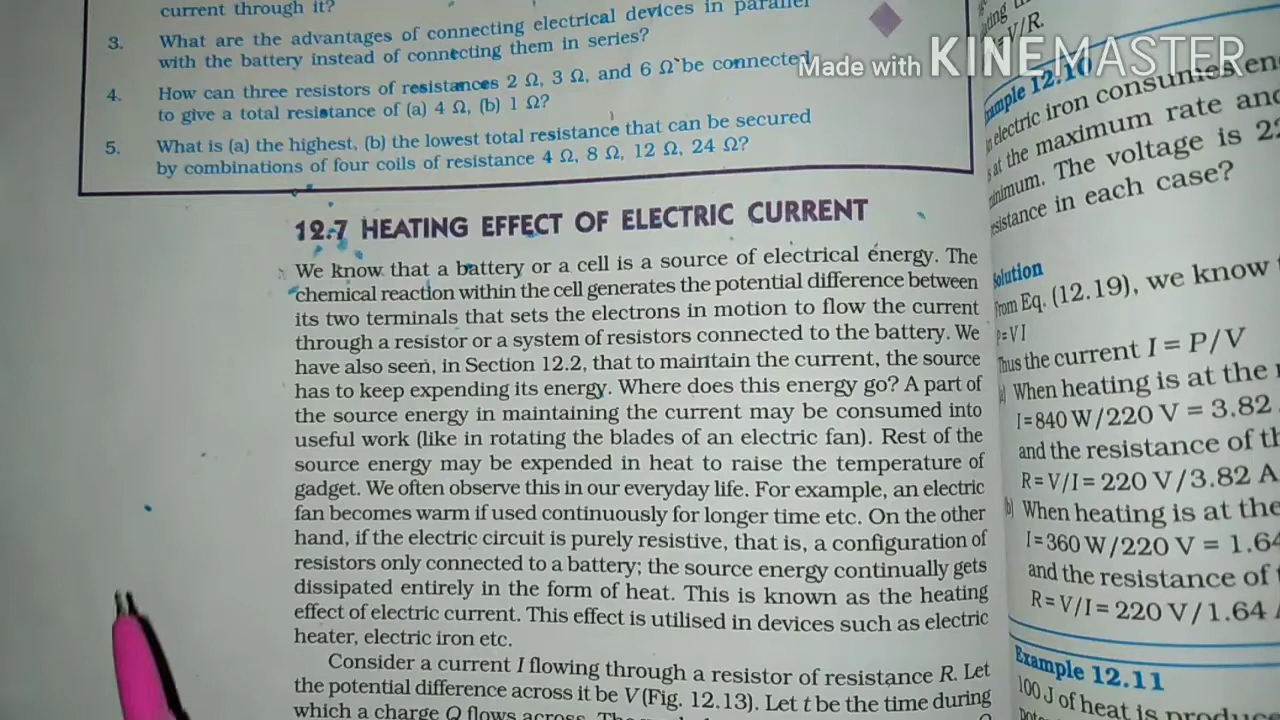 current through it?
3. What are the advantages of connecting electrical devices in parallel
with the battery instead of connecting them in series?
4. How can three resistors of resistances 2 Ω, 3 Ω, and 6 Ω be connected
to give a total resistance of (a) 4 Ω, (b) 1 Ω?
5. What is (a) the highest, (b) the lowest total resistance that can be secured
by combinations of four coils of resistance 4 Ω, 8 Ω, 12 Ω, 24 Ω?
12.7 HEATING EFFECT OF ELECTRIC CURRENT
We know that a battery or a cell is a source of electrical energy. The
chemical reaction within the cell generates the potential difference between
its two terminals that sets the electrons in motion to flow the current
through a resistor or a system of resistors connected to the battery. We
have also seen, in Section 12.2, that to maintain the current, the source
has to keep expending its energy. Where does this energy go? A part of
the source energy in maintaining the current may be consumed into
useful work (like in rotating the blades of an electric fan). Rest of the
source energy may be expended in heat to raise the temperature of
gadget. We often observe this in our everyday life. For example, an electric
fan becomes warm if used continuously for longer time etc. On the other
hand, if the electric circuit is purely resistive, that is, a configuration of
resistors only connected to a battery; the source energy continually gets
dissipated entirely in the form of heat. This is known as the heating
effect of electric current. This effect is utilised in devices such as electric
heater, electric iron etc.
Consider a current I flowing through a resistor of resistance R. Let
the potential difference across it be V (Fig. 12.13). Let t be the time during
which a charge Q flows across.
Made with KINEMASTER
V/R.
12.10
electric iron consumes
at the maximum rate
The voltage is
in each case?
Solution
From Eq. (12.19), we know
P=VI
Thus the current I = P/V
(a) When heating is at the
I=840 W/220 V = 3.82
and the resistance of
R=V/I= 220 V/3.82 A
(b) When heating is at the
I=360 W/220 V = 1.64
and the resistance of
R=V/I= 220 V/1.64
Example 12.11
100 J of heat is